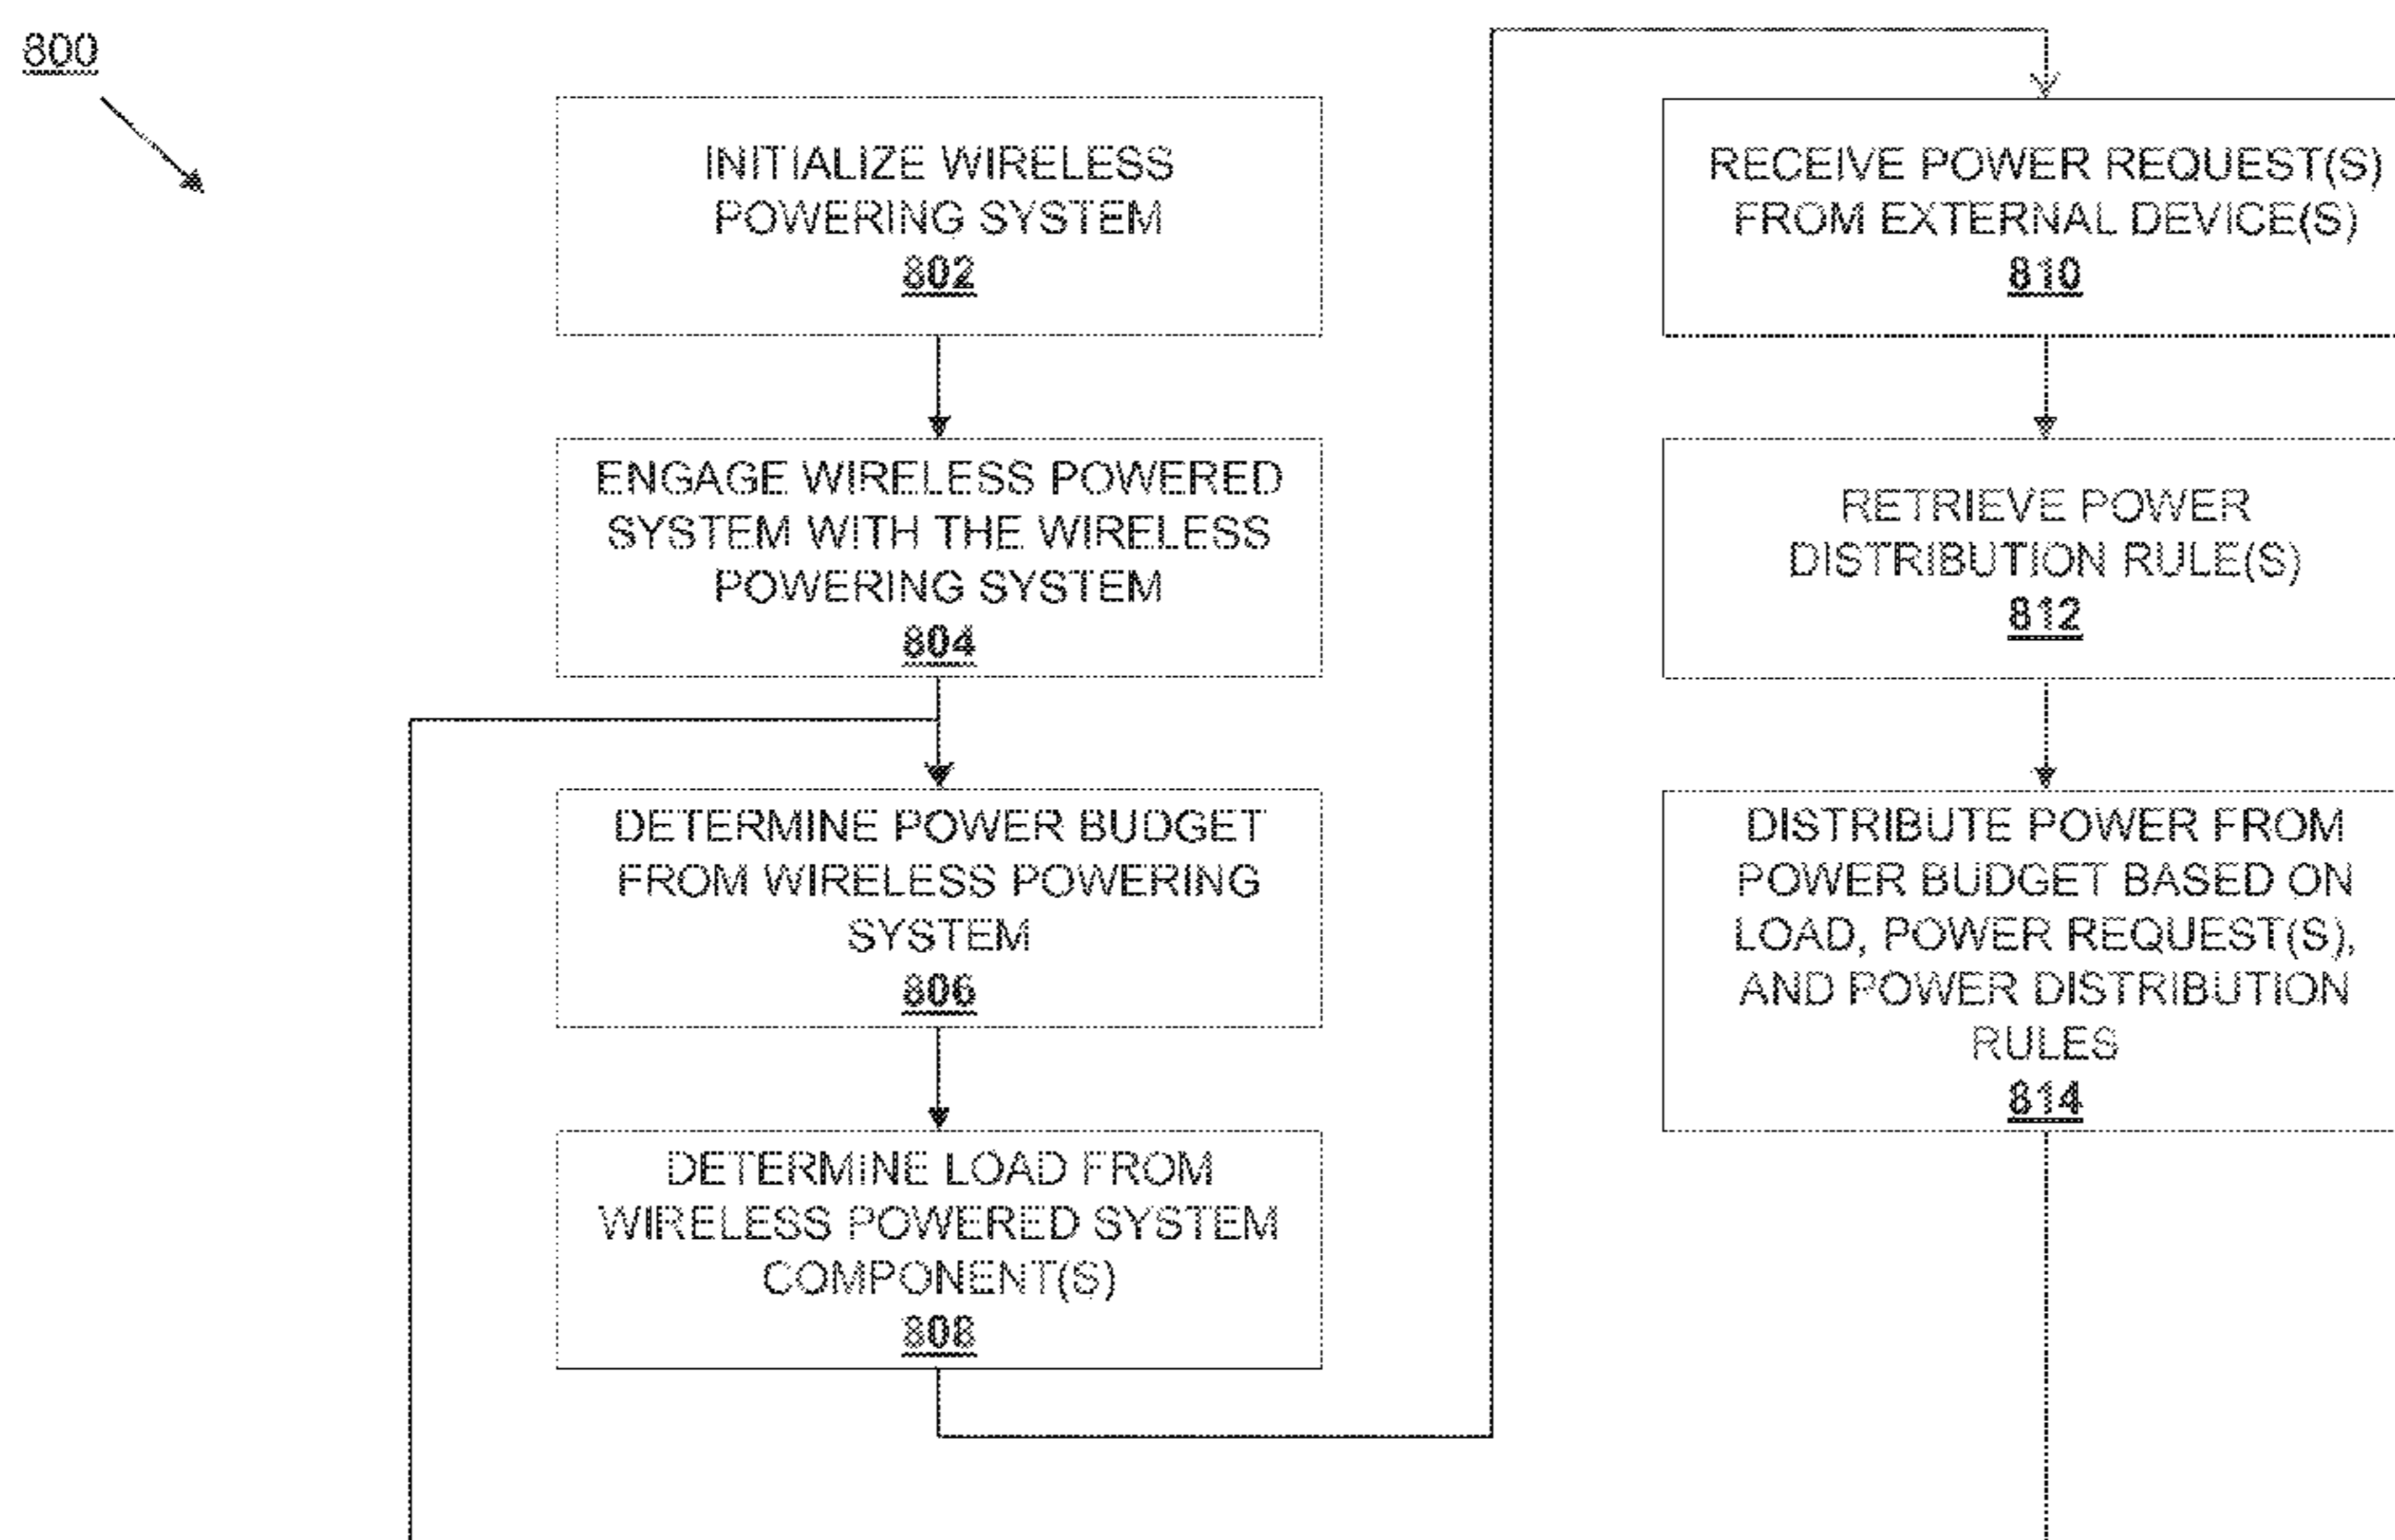 800
INITIALIZE WIRELESS
POWERING SYSTEM
802
ENGAGE WIRELESS POWERED
SYSTEM WITH THE WIRELESS
POWERING SYSTEM
804
DETERMINE POWER BUDGET
FROM WIRELESS POWERING
SYSTEM
806
DETERMINE LOAD FROM
WIRELESS POWERED SYSTEM
COMPONENT(S)
808
RECEIVE POWER REQUEST(S)
FROM EXTERNAL DEVICE(S)
810
RETRIEVE POWER
DISTRIBUTION RULE(S)
812
DISTRIBUTE POWER FROM
POWER BUDGET BASED ON
LOAD, POWER REQUEST(S),
AND POWER DISTRIBUTION
RULES
814